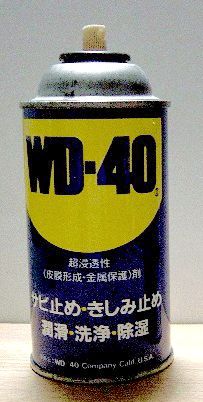 WD-40
超浸透性
〈皮膜形成・金属保護〉剤
サビ止め・きしみ止め
潤滑・洗浄・除湿
WD-40 Company Calif. U.S.A.